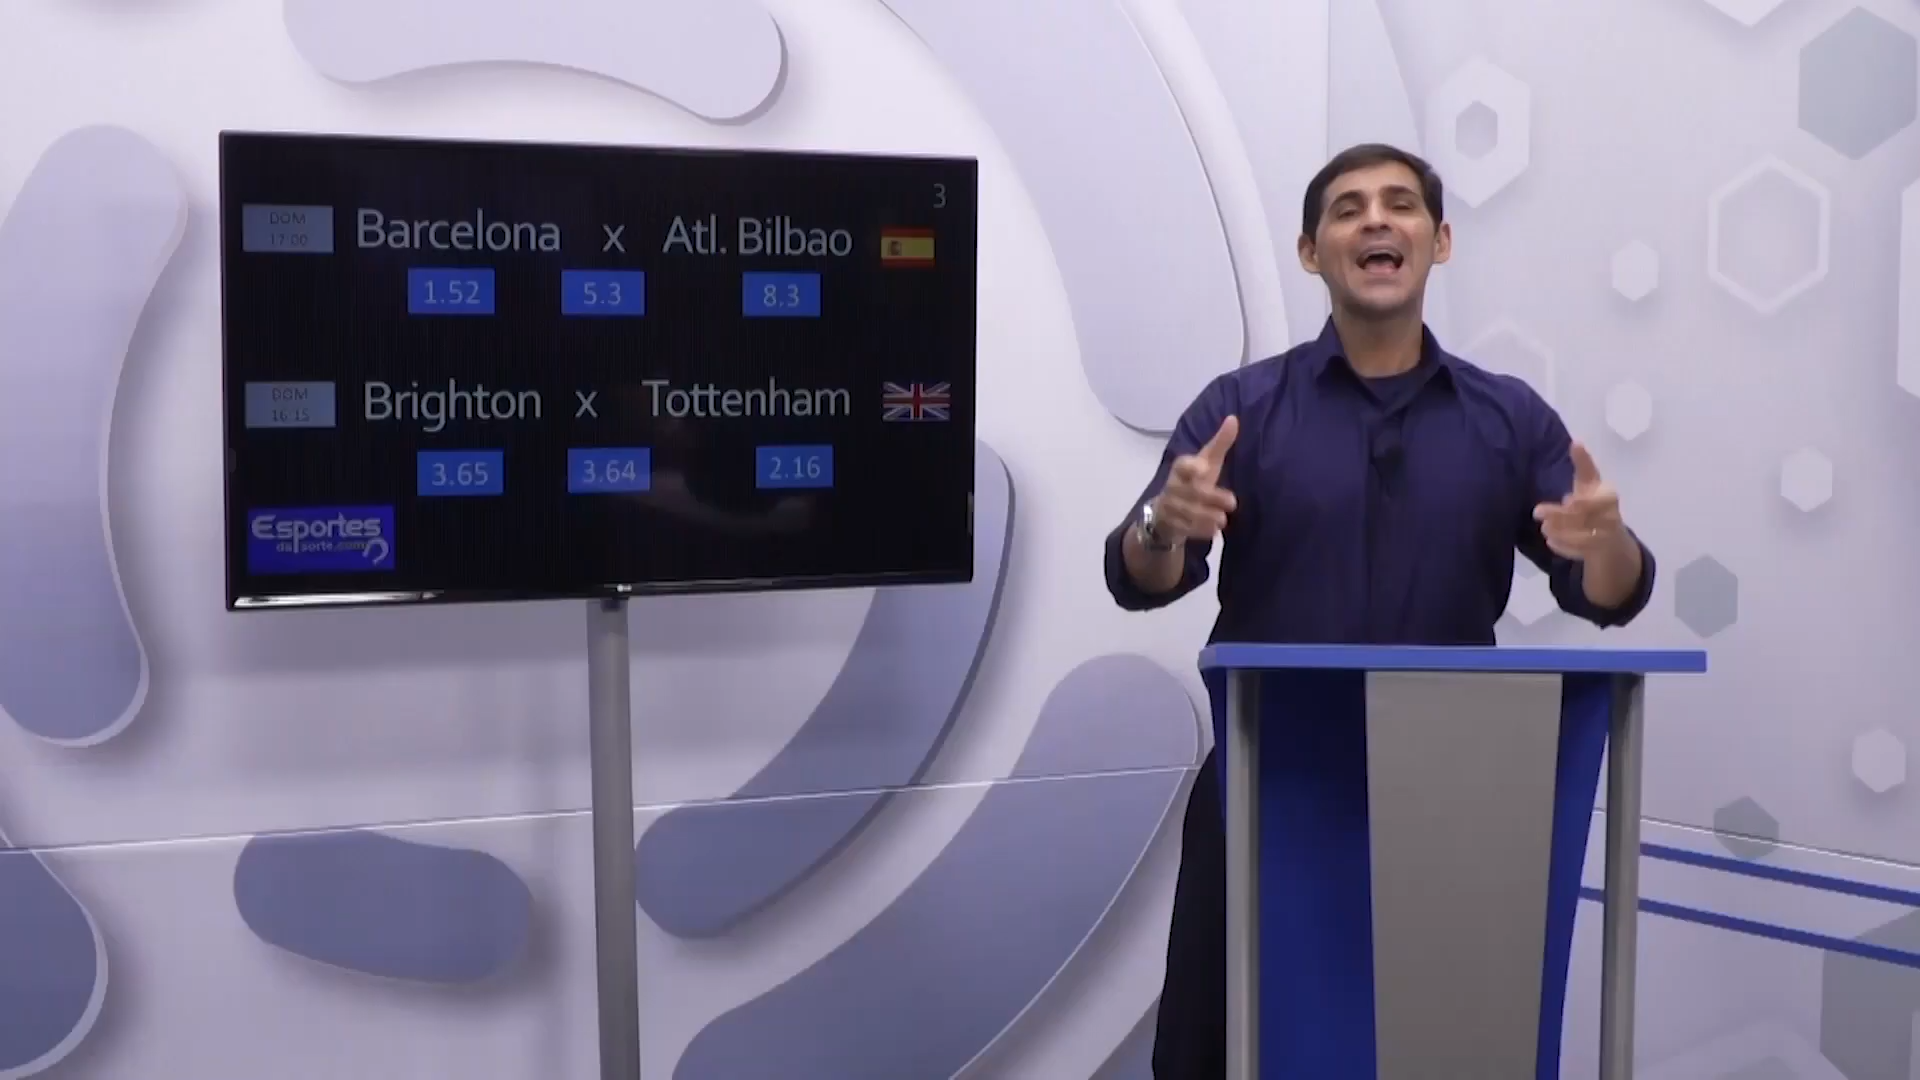 3
DOM
17:00
Barcelona x Atl. Bilbao
1.52 5.3 8.3
DOM
16:15
Brighton x Tottenham
3.65 3.64 2.16
Esportes
da sorte.com
LG